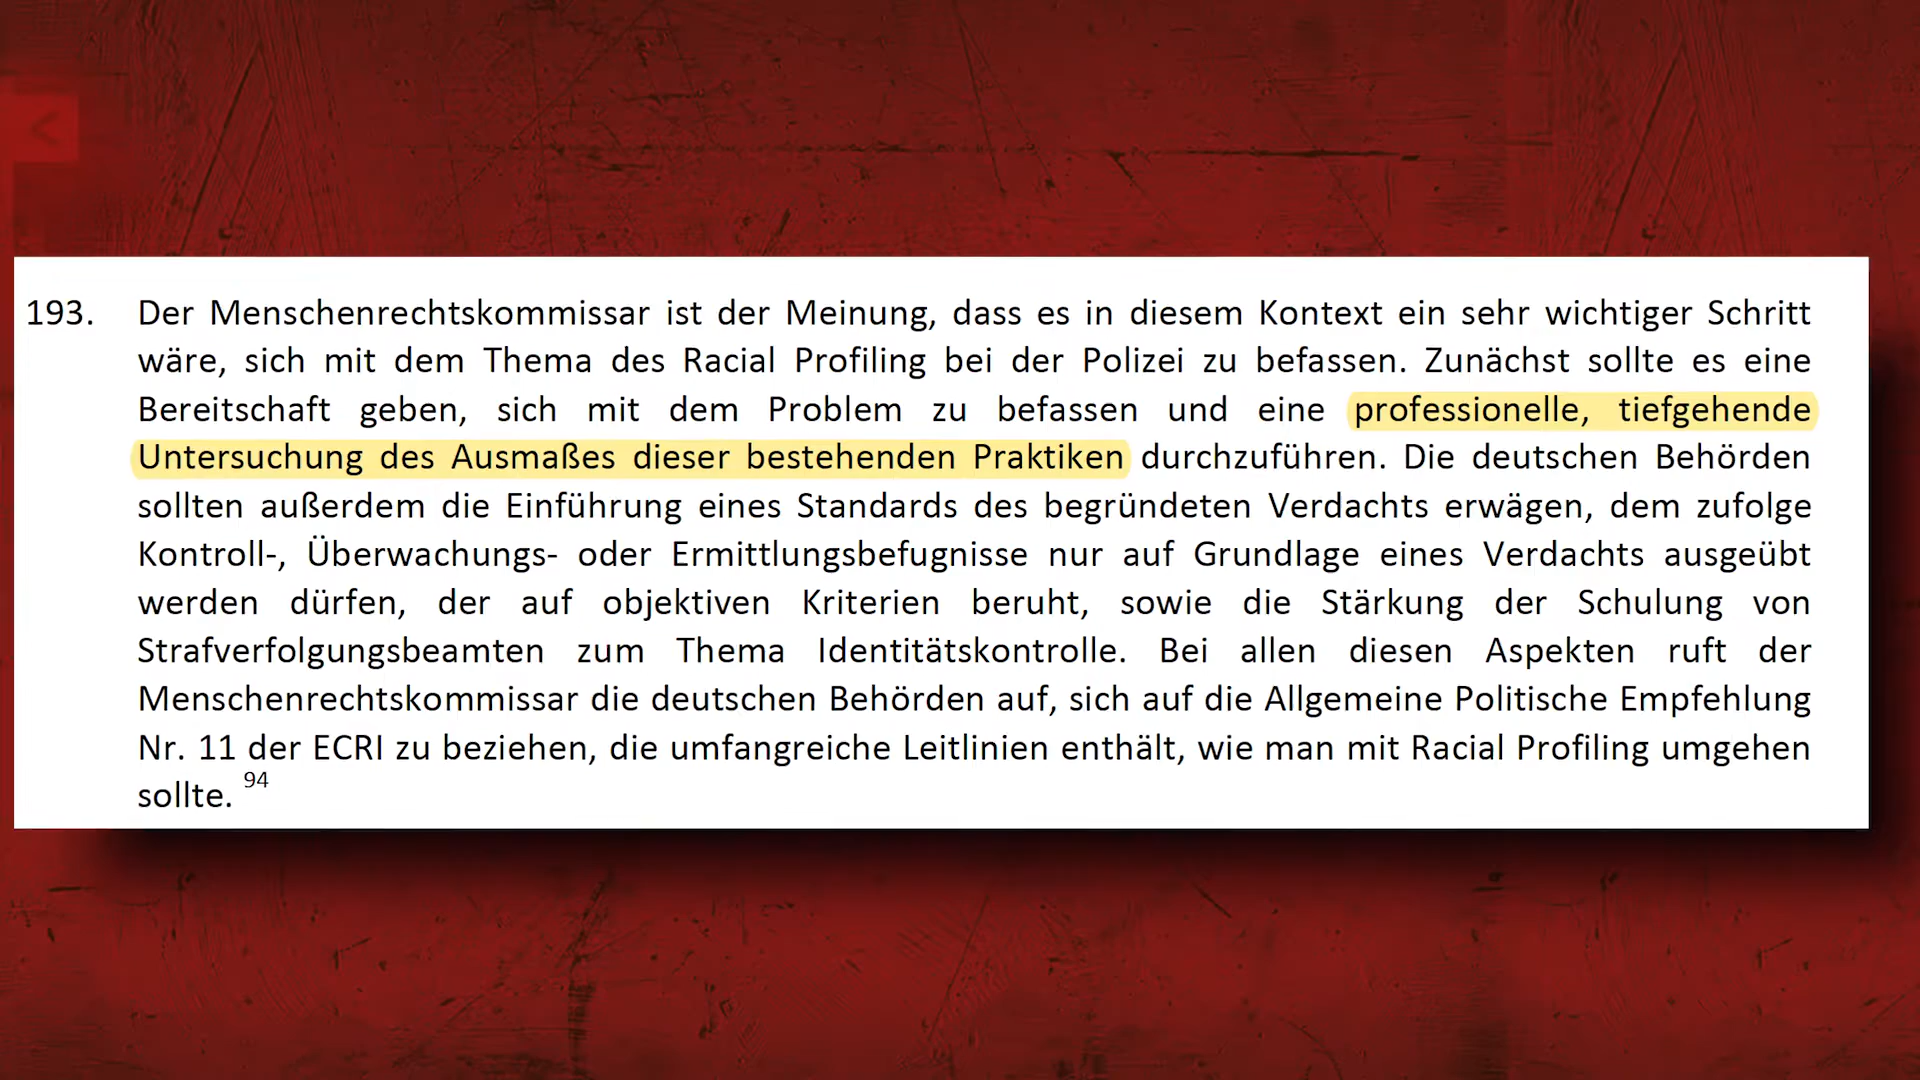 193. Der Menschenrechtskommissar ist der Meinung, dass es in diesem Kontext ein sehr wichtiger Schritt
wäre, sich mit dem Thema des Racial Profiling bei der Polizei zu befassen. Zunächst sollte es eine
Bereitschaft geben, sich mit dem Problem zu befassen und eine professionelle, tiefgehende
Untersuchung des Ausmaßes dieser bestehenden Praktiken durchzuführen. Die deutschen Behörden
sollten außerdem die Einführung eines Standards des begründeten Verdachts erwägen, dem zufolge
Kontroll-, Überwachungs- oder Ermittlungsbefugnisse nur auf Grundlage eines Verdachts ausgeübt
werden dürfen, der auf objektiven Kriterien beruht, sowie die Stärkung der Schulung von
Strafverfolgungsbeamten zum Thema Identitätskontrolle. Bei allen diesen Aspekten ruft der
Menschenrechtskommissar die deutschen Behörden auf, sich auf die Allgemeine Politische Empfehlung
Nr. 11 der ECRI zu beziehen, die umfangreiche Leitlinien enthält, wie man mit Racial Profiling umgehen
sollte. 94